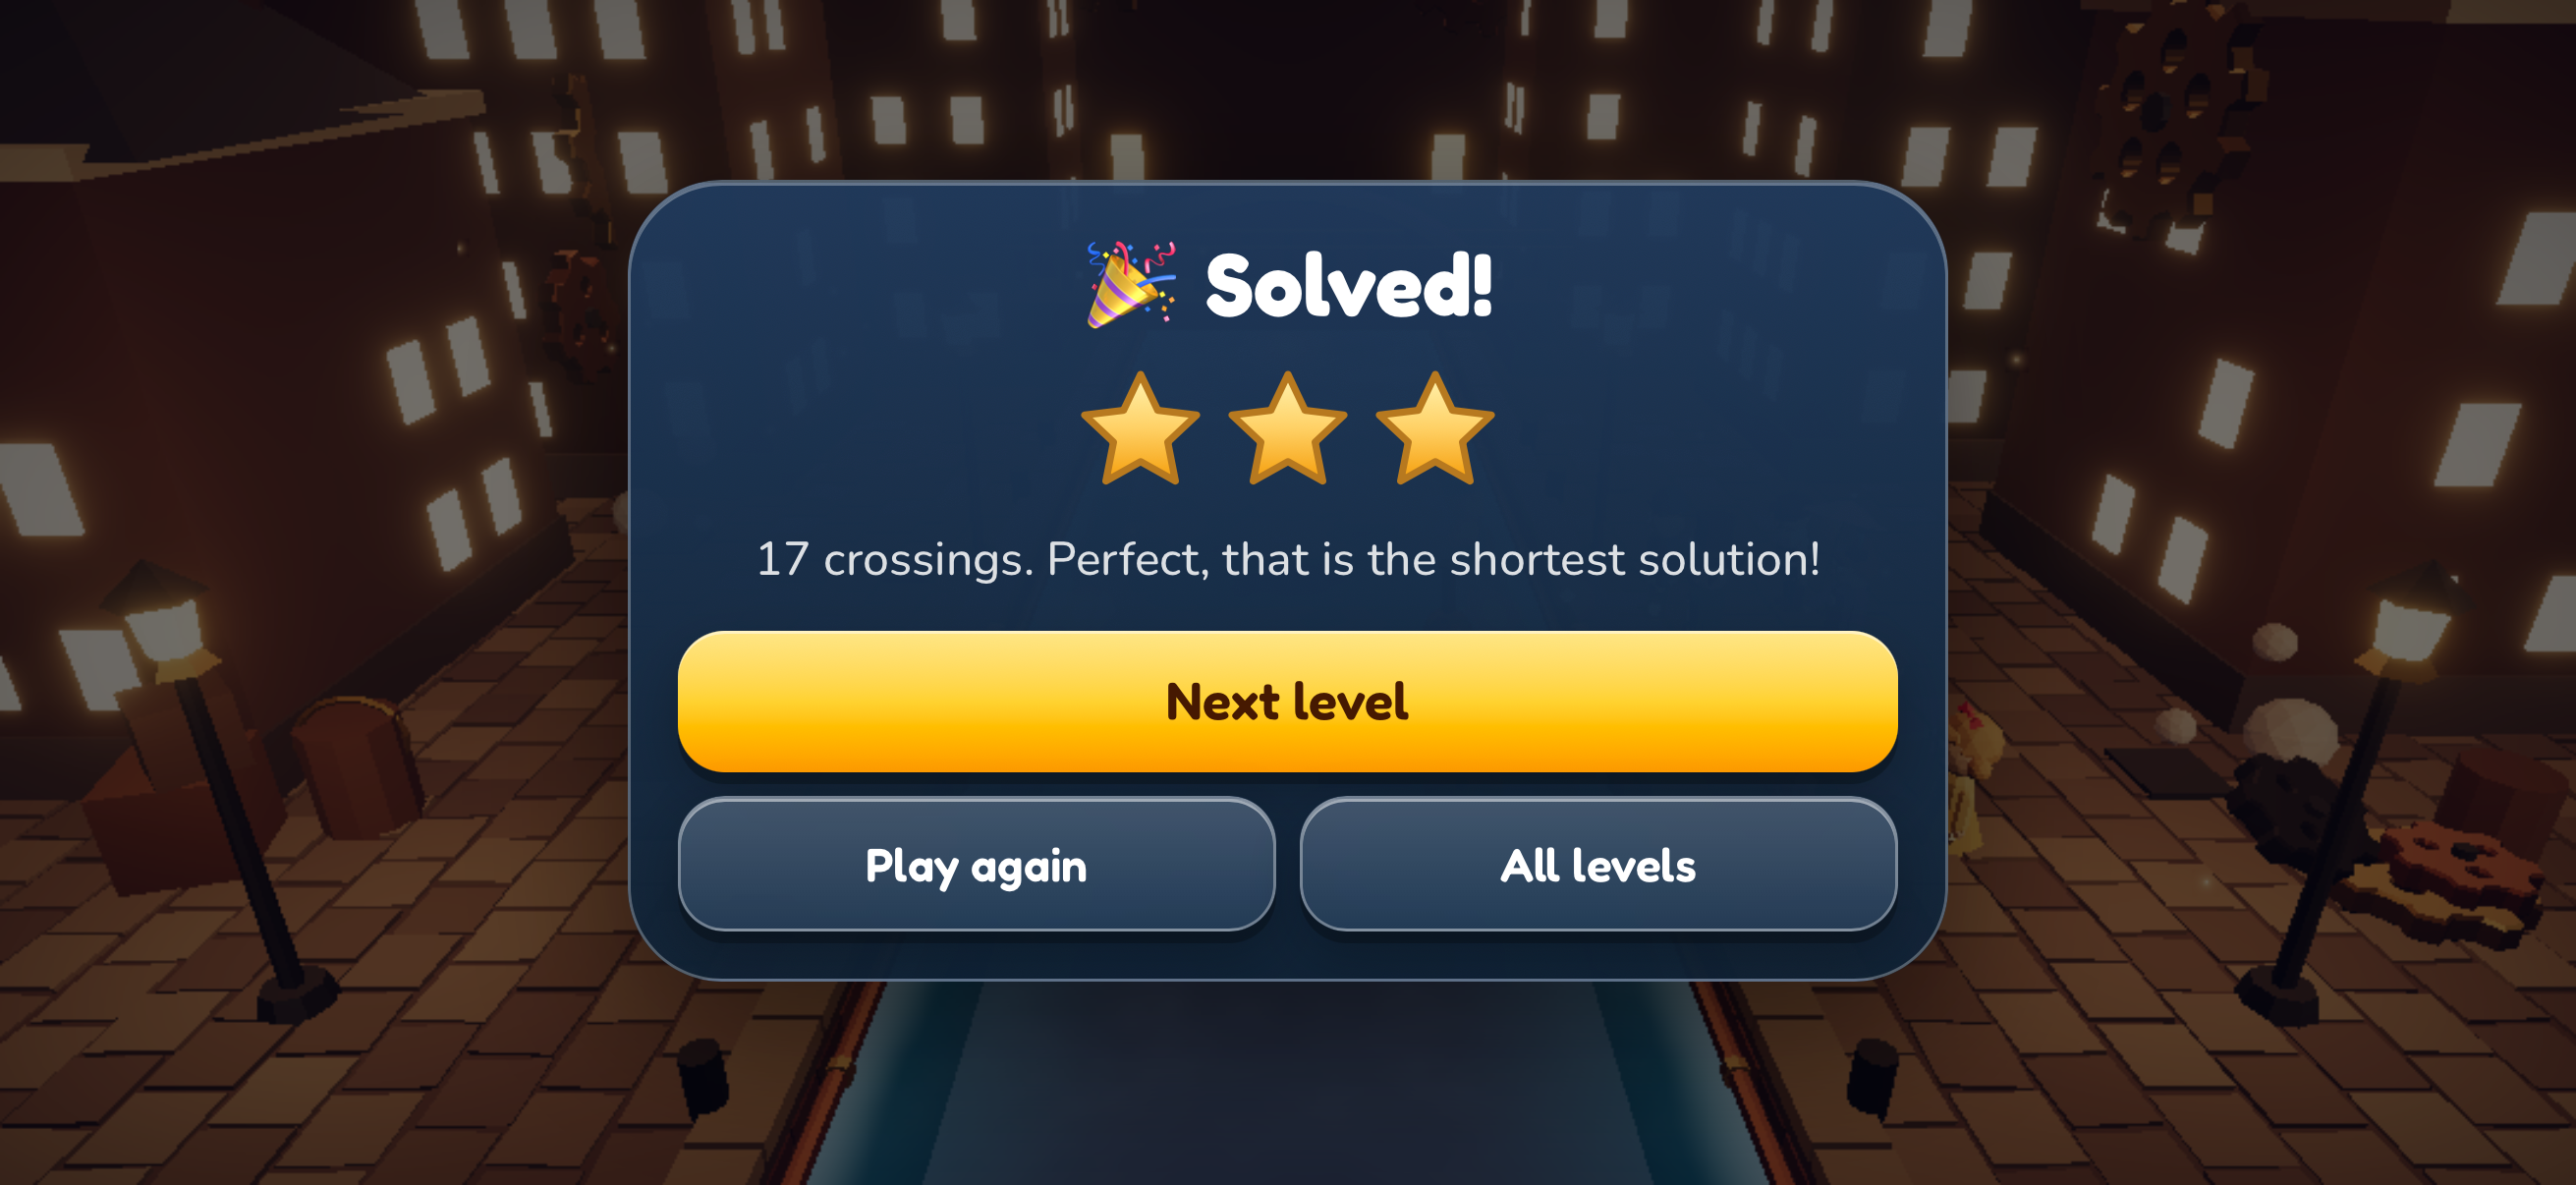 🎉 Solved!
17 crossings. Perfect, that is the shortest solution!
Next level
Play again
All levels